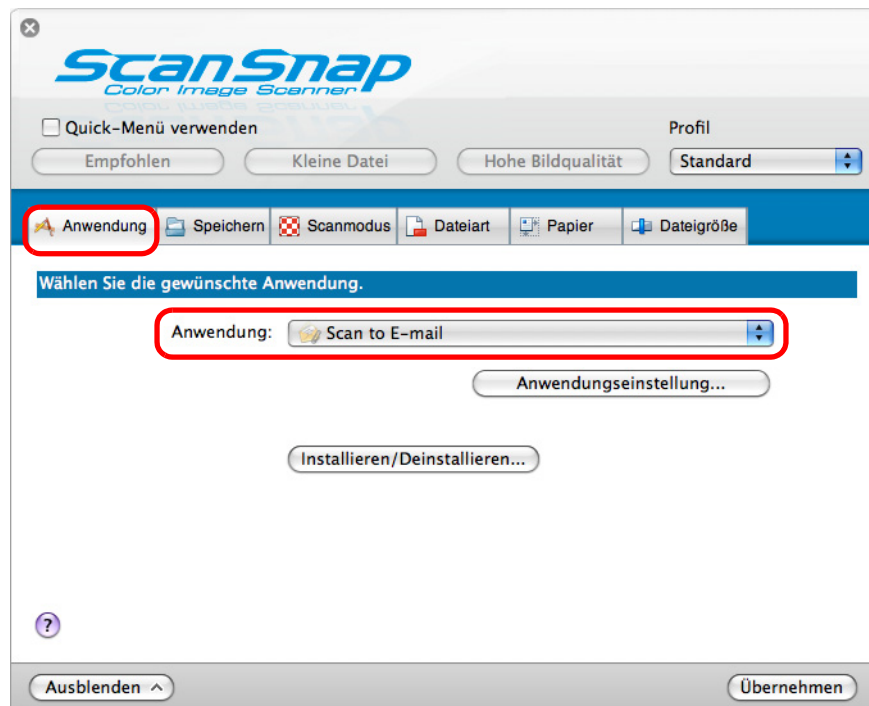 ScanSnap
Color Image Scanner
Quick-Menü verwenden
Profil
Empfohlen
Kleine Datei
Hohe Bildqualität
Standard
Anwendung
Speichern
Scanmodus
Dateiart
Papier
Dateigröße
Wählen Sie die gewünschte Anwendung.
Anwendung:
Scan to E-mail
Anwendungseinstellung...
Installieren/Deinstallieren...
?
Ausblenden ^
Übernehmen